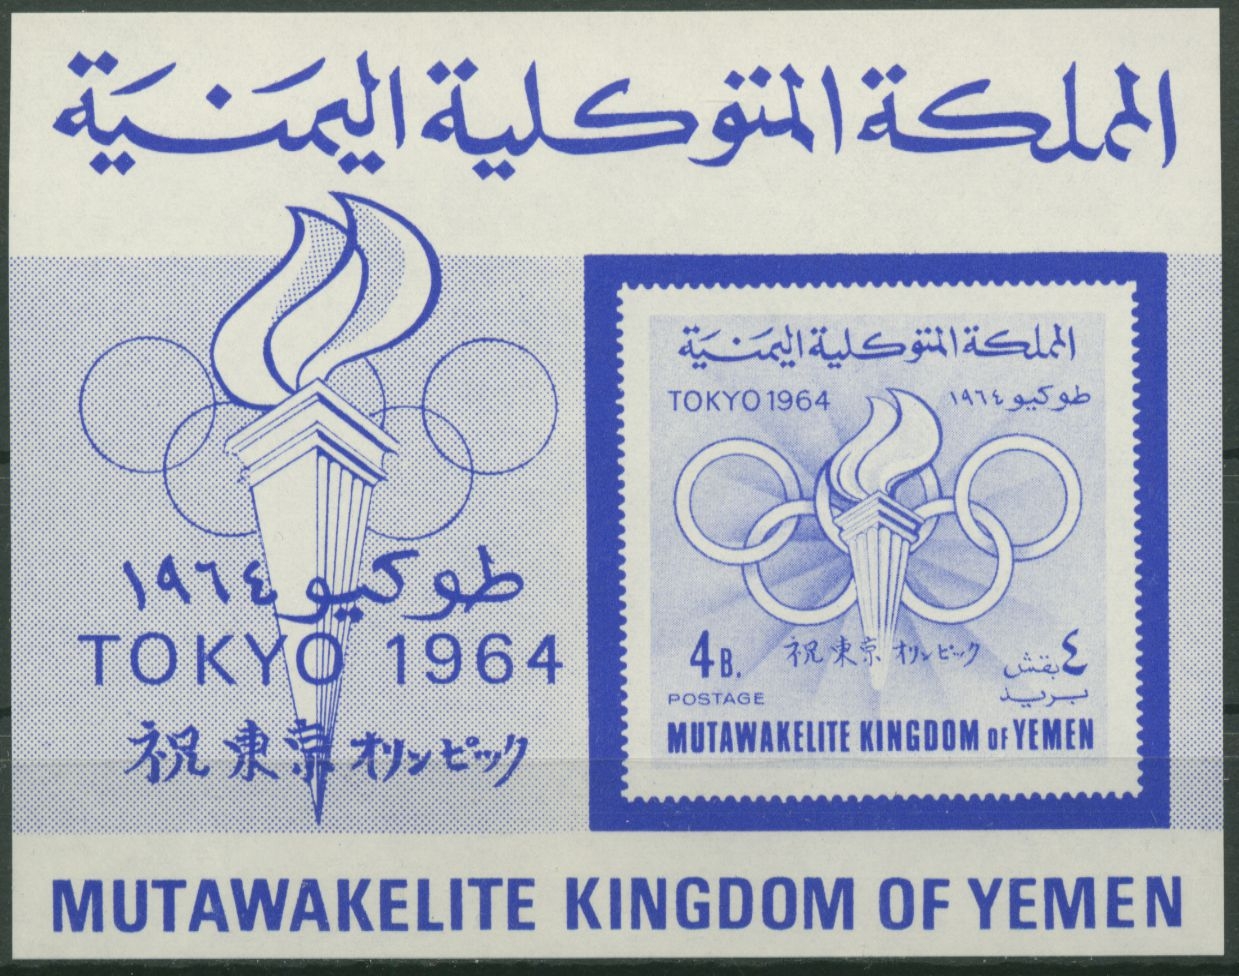 المملكة المتوكلية اليمنية
طوكيو ١٩٦٤
TOKYO 1964
祝 東京 オリンピック
المملكة المتوكلية اليمنية
TOKYO 1964 طوكيو ١٩٦٤
4 B. 祝 東京 オリンピック ٤ بقش
POSTAGE بريد
MUTAWAKELITE KINGDOM OF YEMEN
MUTAWAKELITE KINGDOM OF YEMEN